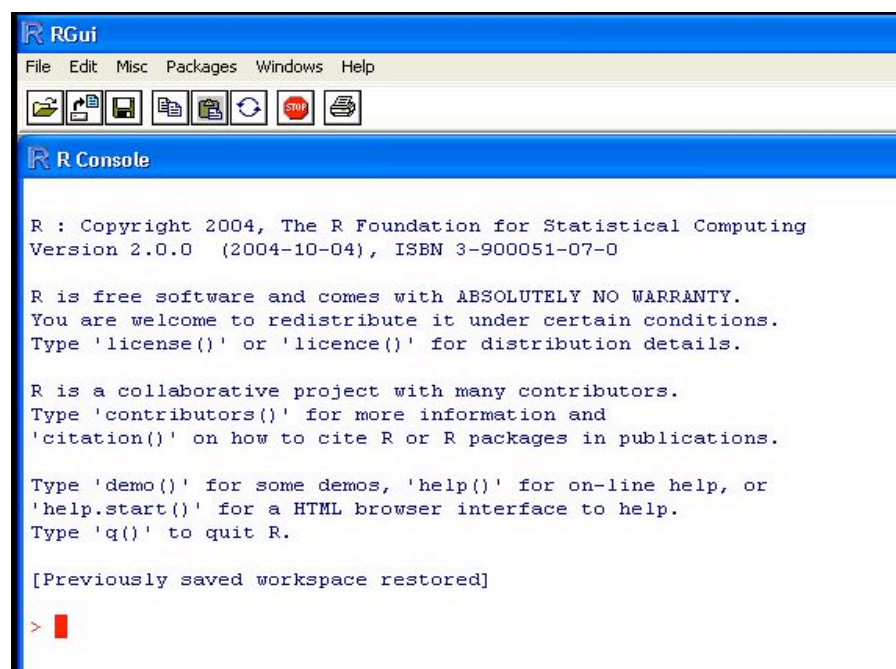 RGui
File Edit Misc Packages Windows Help
STOP
R Console
R : Copyright 2004, The R Foundation for Statistical Computing
Version 2.0.0  (2004-10-04), ISBN 3-900051-07-0
R is free software and comes with ABSOLUTELY NO WARRANTY.
You are welcome to redistribute it under certain conditions.
Type 'license()' or 'licence()' for distribution details.
R is a collaborative project with many contributors.
Type 'contributors()' for more information and
'citation()' on how to cite R or R packages in publications.
Type 'demo()' for some demos, 'help()' for on-line help, or
'help.start()' for a HTML browser interface to help.
Type 'q()' to quit R.
[Previously saved workspace restored]
>